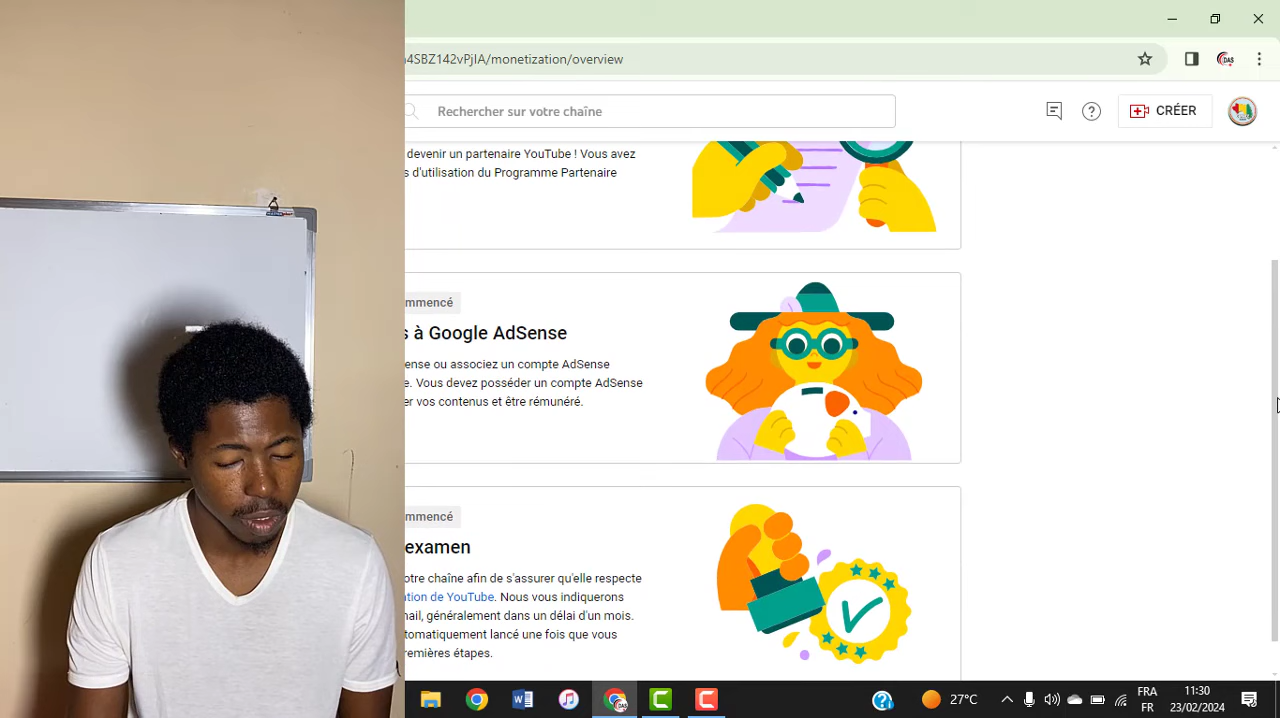 4SBZ142vPjIA/monetization/overview
Rechercher sur votre chaîne
CRÉER
devenir un partenaire YouTube ! Vous avez
s d'utilisation du Programme Partenaire
mmencé
s à Google AdSense
ense ou associez un compte AdSense
e. Vous devez posséder un compte AdSense
er vos contenus et être rémunéré.
mmencé
examen
otre chaîne afin de s'assurer qu'elle respecte
ation de YouTube. Nous vous indiquerons
mail, généralement dans un délai d'un mois.
utomatiquement lancé une fois que vous
remières étapes.
27°C
FRA
FR
11:30
23/02/2024